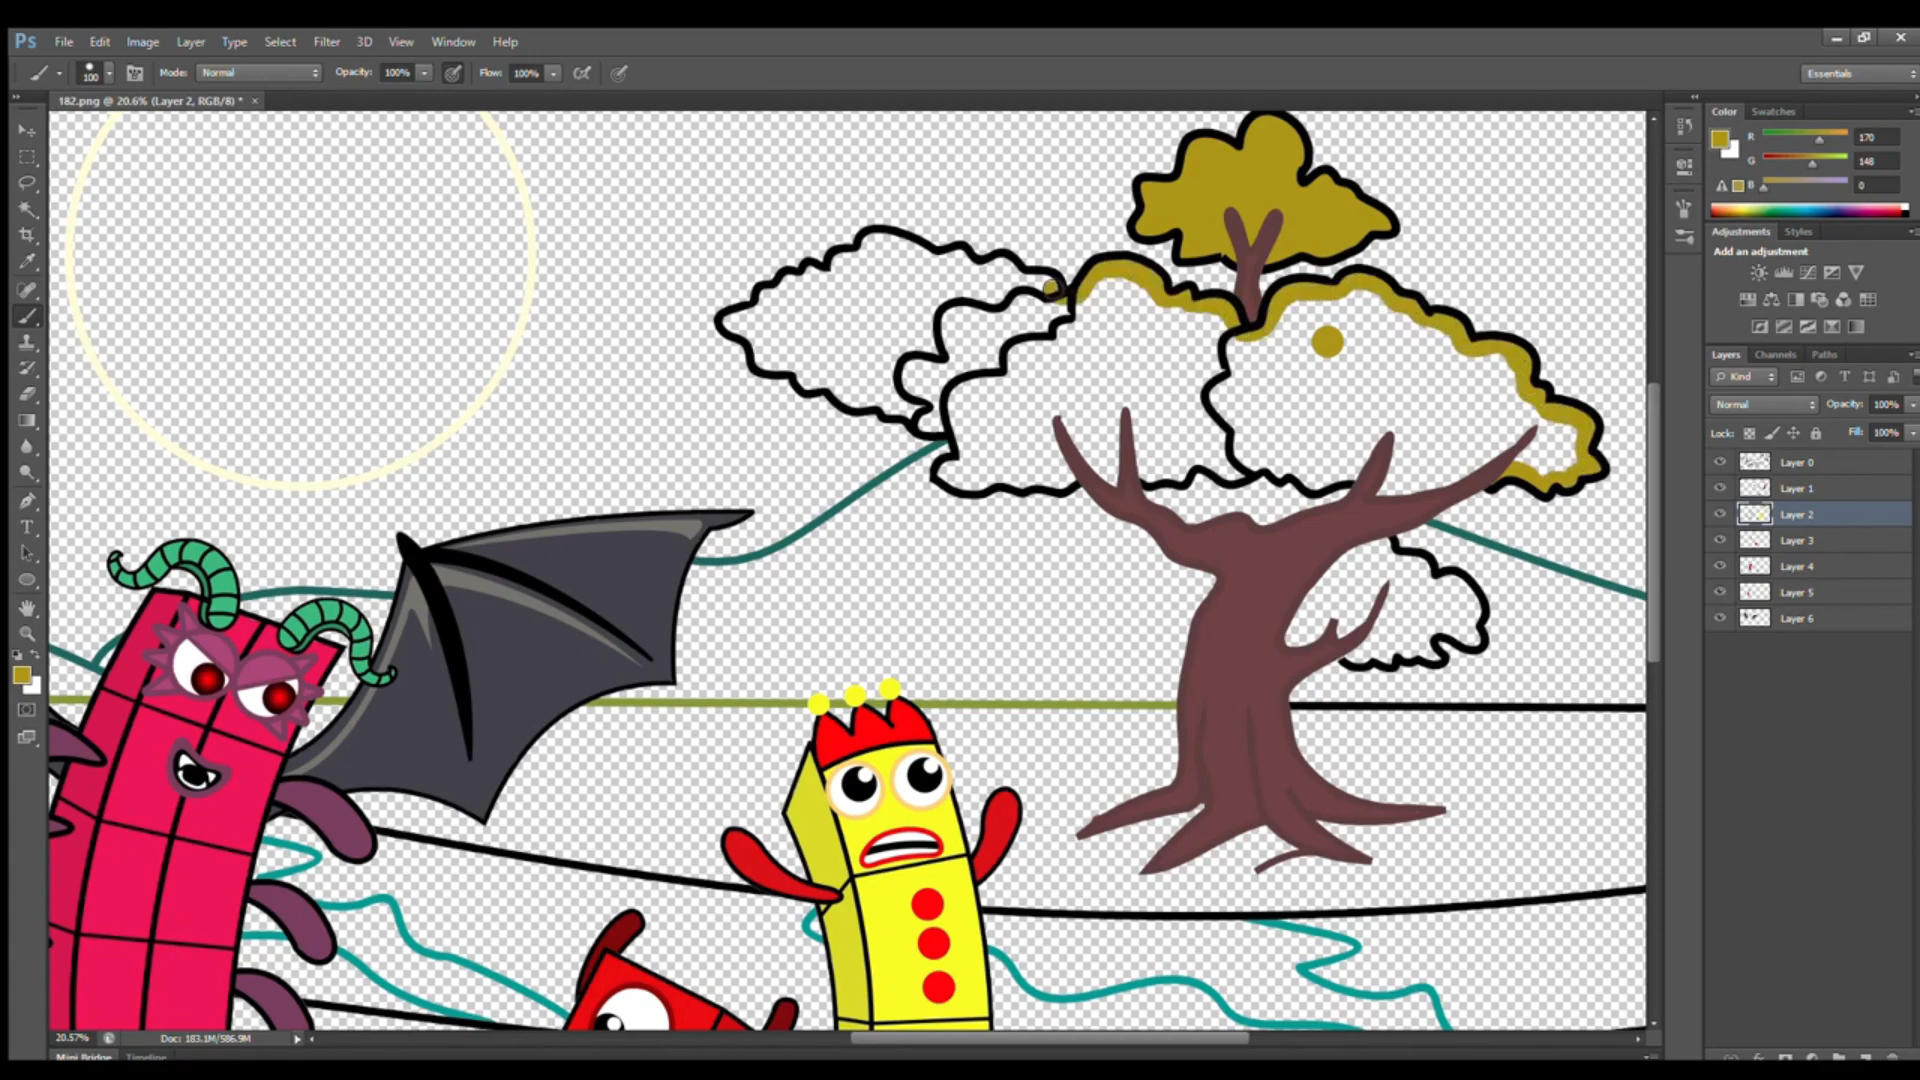 Ps File Edit Image Layer Type Select Filter 3D View Window Help
100 Mode: Normal Opacity: 100% Flow: 100% Essentials
182.png @ 20.6% (Layer 2, RGB/8) * ×
Color Swatches
R 170
G 148
B 0
Adjustments Styles
Add an adjustment
Layers Channels Paths
Kind
Normal Opacity: 100%
Lock: Fill: 100%
Layer 0
Layer 1
Layer 2
Layer 3
Layer 4
Layer 5
Layer 6
20.57% Doc: 183.1M/586.9M
Mini Bridge Timeline